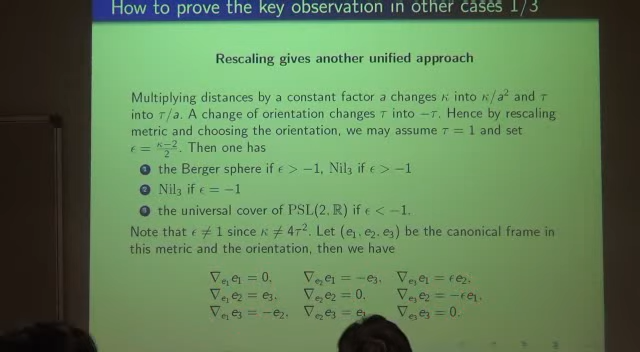 How to prove the key observation in other cases 1/3
Rescaling gives another unified approach
Multiplying distances by a constant factor a changes κ into κ/a² and τ
into τ/a. A change of orientation changes τ into −τ. Hence by rescaling
metric and choosing the orientation, we may assume τ = 1 and set
ϵ = (κ−2)/2. Then one has
1 the Berger sphere if ϵ > −1, Nil₃ if ϵ > −1
2 Nil₃ if ϵ = −1
3 the universal cover of PSL(2, ℝ) if ϵ < −1.
Note that ϵ ≠ 1 since κ ≠ 4τ². Let (e₁, e₂, e₃) be the canonical frame in
this metric and the orientation, then we have
∇ₑ₁e₁ = 0, ∇ₑ₂e₁ = −e₃, ∇ₑ₃e₁ = ϵe₂,
∇ₑ₁e₂ = e₃, ∇ₑ₂e₂ = 0, ∇ₑ₃e₂ = −ϵe₁,
∇ₑ₁e₃ = −e₂, ∇ₑ₂e₃ = e₁, ∇ₑ₃e₃ = 0.